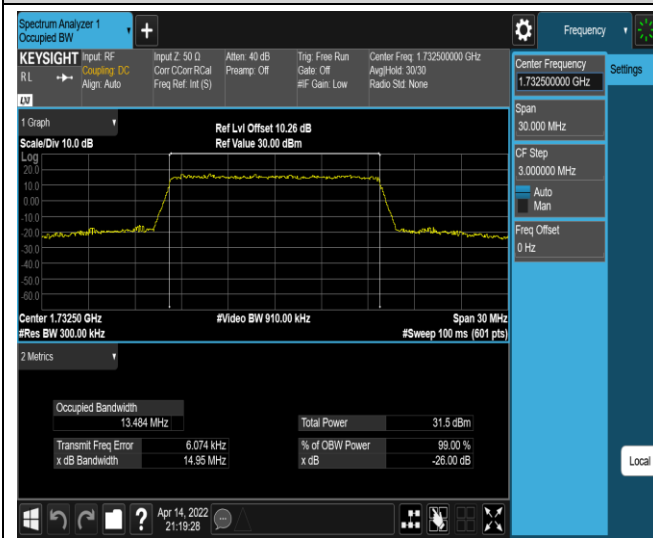 Spectrum Analyzer 1
Occupied BW
+
Frequency
KEYSIGHT
RL
LXI
Input: RF
Coupling: DC
Align: Auto
Input Z: 50 Ω
Corr CCorr RCal
Freq Ref: Int (S)
Atten: 40 dB
Preamp: Off
Trig: Free Run
Gate: Off
#IF Gain: Low
Center Freq: 1.732500000 GHz
Avg|Hold: 30/30
Radio Std: None
Center Frequency
1.732500000 GHz
Settings
Span
30.000 MHz
CF Step
3.000000 MHz
Auto
Man
Freq Offset
0 Hz
Local
1 Graph
Scale/Div 10.0 dB
Ref Lvl Offset 10.26 dB
Ref Value 30.00 dBm
Log
20.0
10.0
0.00
-10.0
-20.0
-30.0
-40.0
-50.0
-60.0
Center 1.73250 GHz
#Video BW 910.00 kHz
Span 30 MHz
#Res BW 300.00 kHz
#Sweep 100 ms (601 pts)
2 Metrics
Occupied Bandwidth
13.484 MHz
Total Power 31.5 dBm
Transmit Freq Error 6.074 kHz
% of OBW Power 99.00 %
x dB Bandwidth 14.95 MHz
x dB -26.00 dB
?
Apr 14, 2022
21:19:28